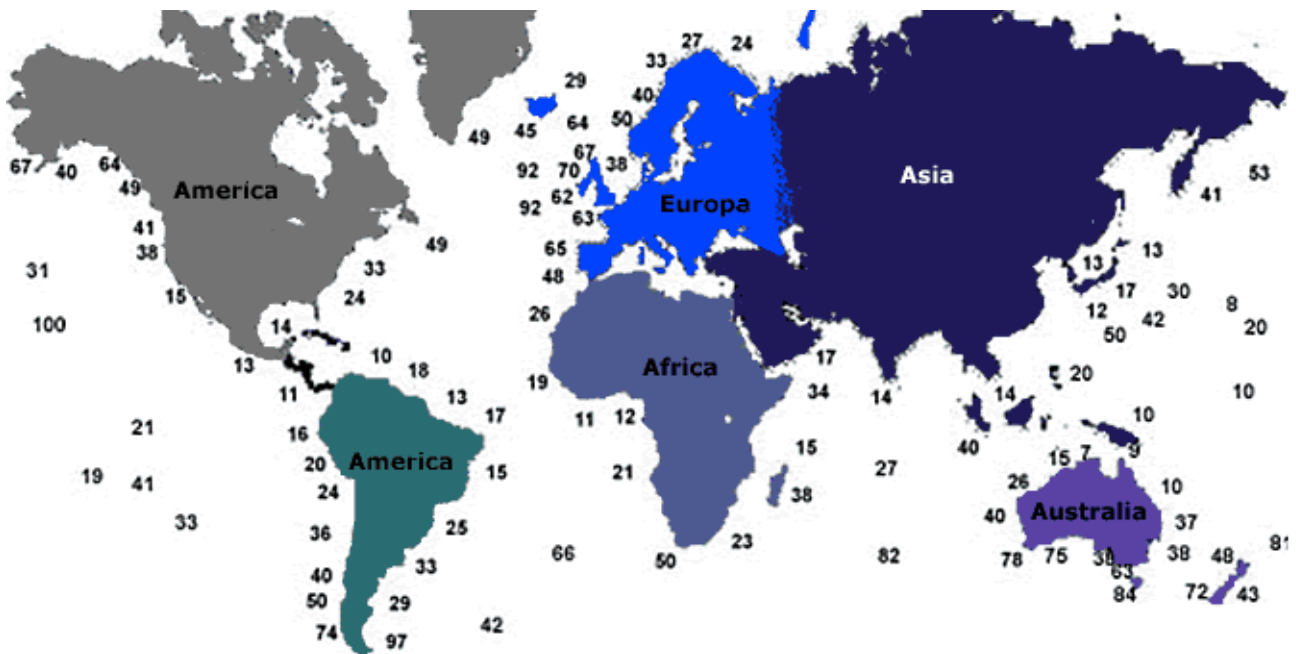 27 24
33
29
40
50 64
49 45
67
67 40 64 92 70 38
49 America 62 Europa Asia 53
41
92 63
41
38 49 65 13
31 33 48 13
15 24 17 30 8
100 14 26 12 42 20
50
13 10 18 Africa 17
20
11 19 34 14 14
13 10
21 16 17 11 12 10
America 15 40 15 7 9
20 15 21 27
19 41 24 38 26 10
33 36 25 40 Australia 37
23
66 50 82 78 75 38 38 48 81
40 33 63
50 29 84 72 43
74 97 42